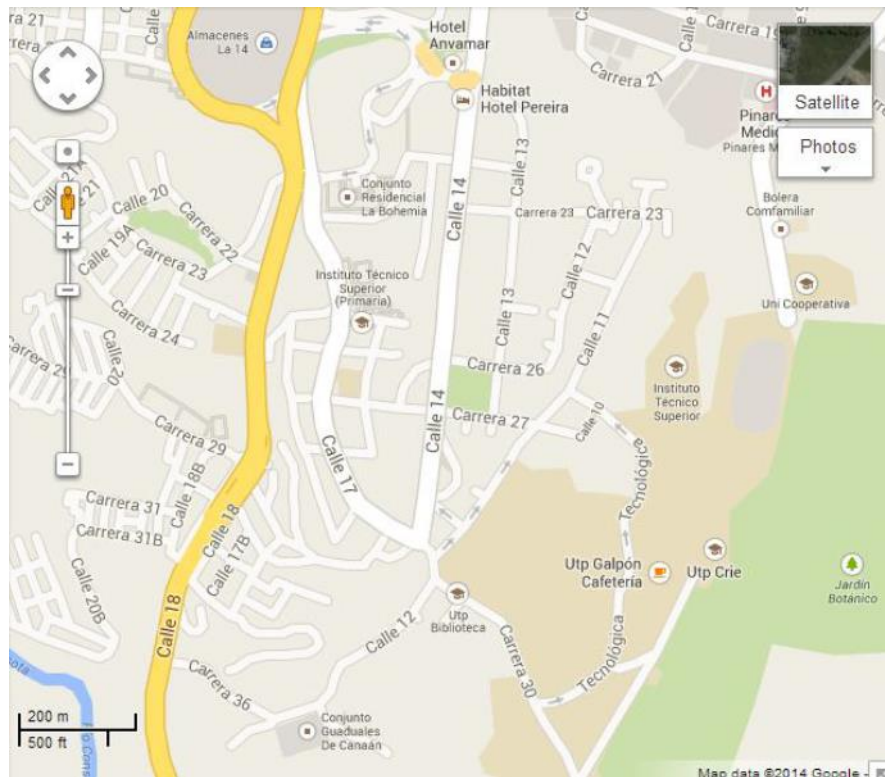 Carrera 21
Almacenes
La 14
Hotel
Anvamar
Carrera 21
Satellite
Habitat
Hotel Pereira
H
Pinares
Medic
Pinares M
Photos
Calle 20
Calle 19A
Carrera 22
Carrera 23
Conjunto
Residencial
La Bohemia
Calle 14
Calle 13
Carrera 23
Carrera 23
Calle 12
Bolera
Comfamiliar
Instituto Técnico
Superior
(Primaria)
Uni Cooperativa
Carrera 24
Calle 20
Calle 13
Calle 11
Carrera 26
Instituto
Técnico
Superior
Carrera 29
Calle 14
Carrera 27
Calle 10
Calle 18B
Calle 17
Tecnológica
Carrera 31
Carrera 31B
Calle 18
Calle 17B
Utp Galpón
Cafetería
Utp Crie
Jardín
Botánico
Calle 20B
Calle 18
Calle 12
Utp
Biblioteca
Carrera 30
Tecnológica
Carrera 36
200 m
500 ft
Conjunto
Guaduales
De Canaán
Map data ©2014 Google -